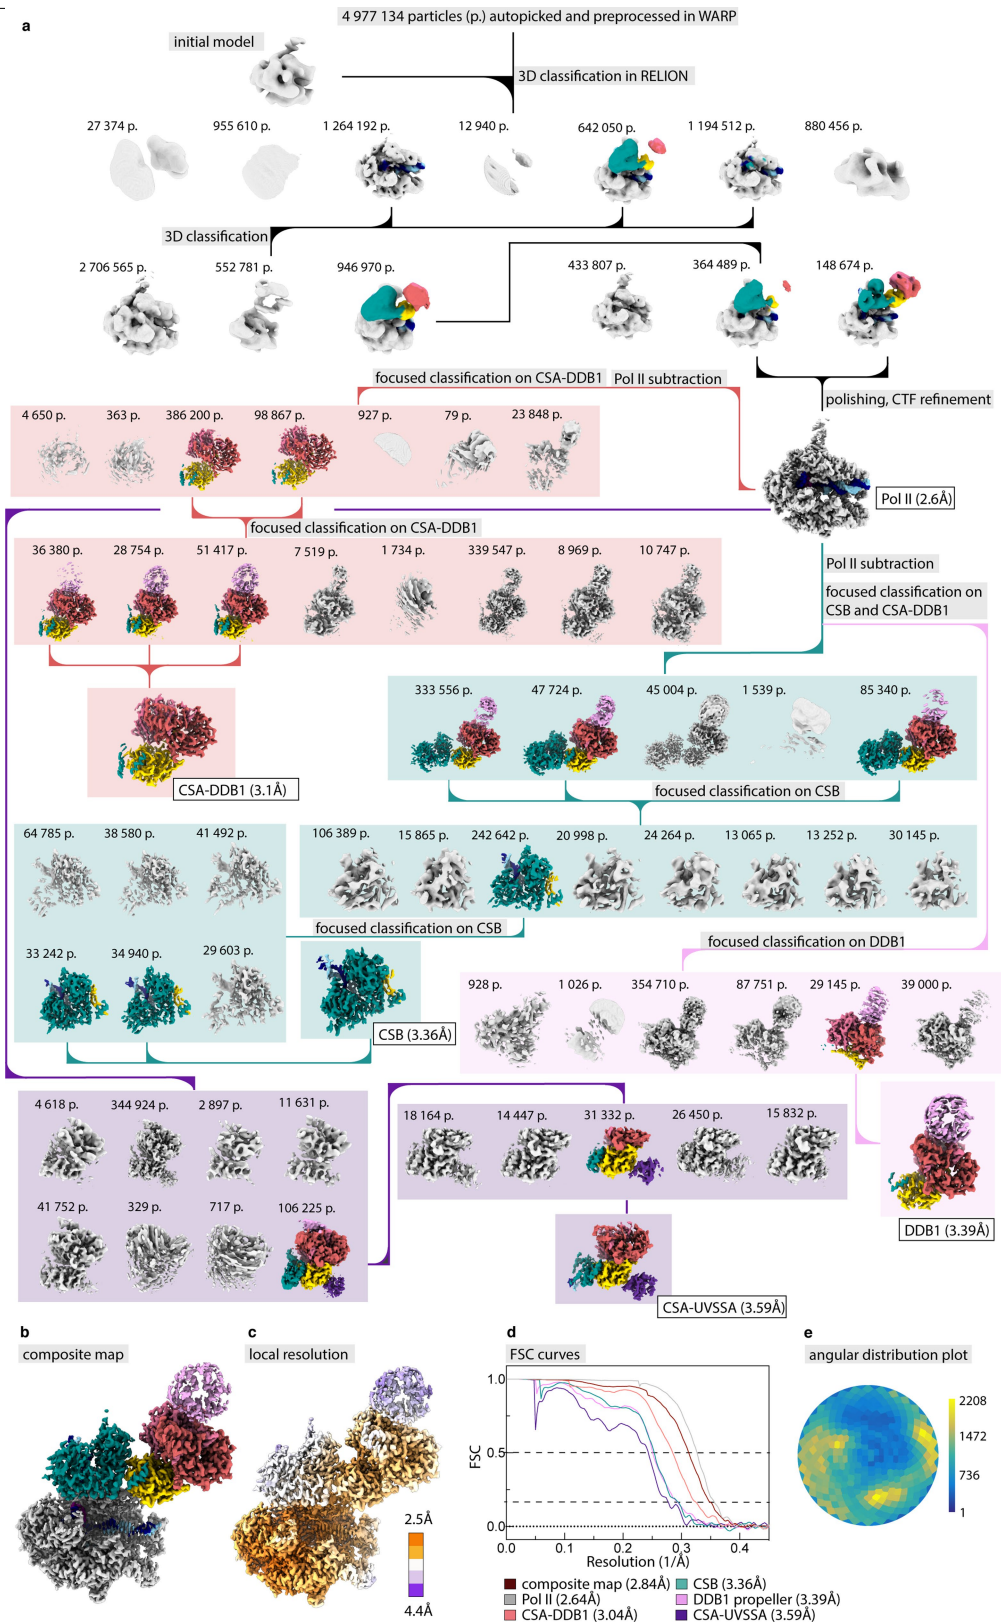 a
4 977 134 particles (p.) autopicked and preprocessed in WARP
initial model
3D classification in RELION
27 374 p.
955 610 p.
1 264 192 p.
12 940 p.
642 050 p.
1 194 512 p.
880 456 p.
3D classification
2 706 565 p.
552 781 p.
946 970 p.
433 807 p.
364 489 p.
148 674 p.
focused classification on CSA-DDB1
Pol II subtraction
polishing, CTF refinement
4 650 p.
363 p.
386 200 p.
98 867 p.
927 p.
79 p.
23 848 p.
Pol II (2.6Å)
focused classification on CSA-DDB1
36 380 p.
28 754 p.
51 417 p.
7 519 p.
1 734 p.
339 547 p.
8 969 p.
10 747 p.
Pol II subtraction
focused classification on
CSB and CSA-DDB1
333 556 p.
47 724 p.
45 004 p.
1 539 p.
85 340 p.
CSA-DDB1 (3.1Å)
focused classification on CSB
64 785 p.
38 580 p.
41 492 p.
106 389 p.
15 865 p.
242 642 p.
20 998 p.
24 264 p.
13 065 p.
13 252 p.
30 145 p.
focused classification on CSB
33 242 p.
34 940 p.
29 603 p.
CSB (3.36Å)
focused classification on DDB1
928 p.
1 026 p.
354 710 p.
87 751 p.
29 145 p.
39 000 p.
4 618 p.
344 924 p.
2 897 p.
11 631 p.
18 164 p.
14 447 p.
31 332 p.
26 450 p.
15 832 p.
41 752 p.
329 p.
717 p.
106 225 p.
DDB1 (3.39Å)
CSA-UVSSA (3.59Å)
b
composite map
c
local resolution
2.5Å
4.4Å
d
FSC curves
FSC
1.0
0.5
0.0
0.0
0.1
0.2
0.3
0.4
Resolution (1/Å)
composite map (2.84Å)
Pol II (2.64Å)
CSA-DDB1 (3.04Å)
CSB (3.36Å)
DDB1 propeller (3.39Å)
CSA-UVSSA (3.59Å)
e
angular distribution plot
2208
1472
736
1